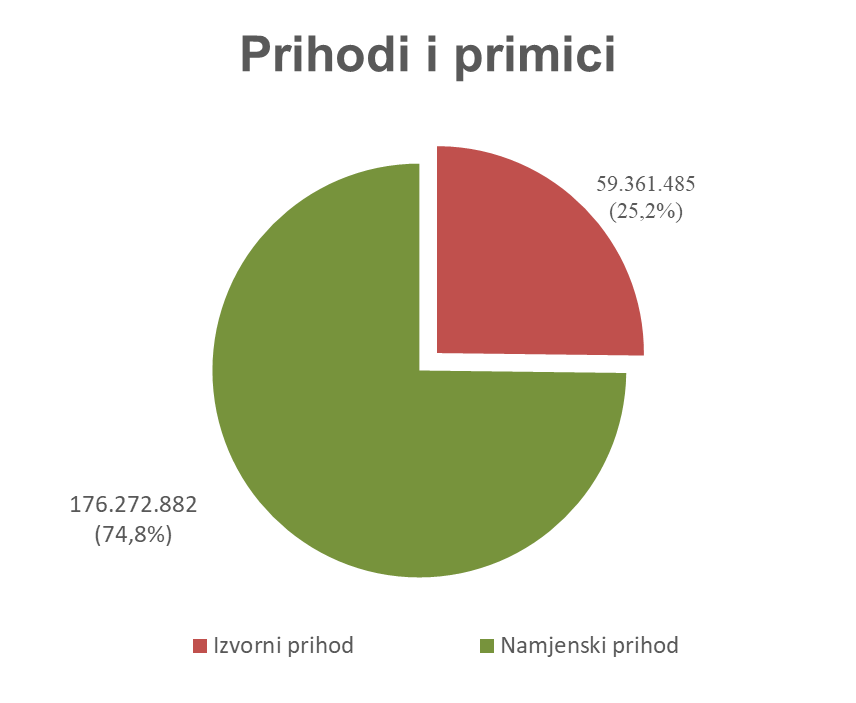 Prihodi i primici
59.361.485
(25,2%)
176.272.882
(74,8%)
Izvorni prihod
Namjenski prihod